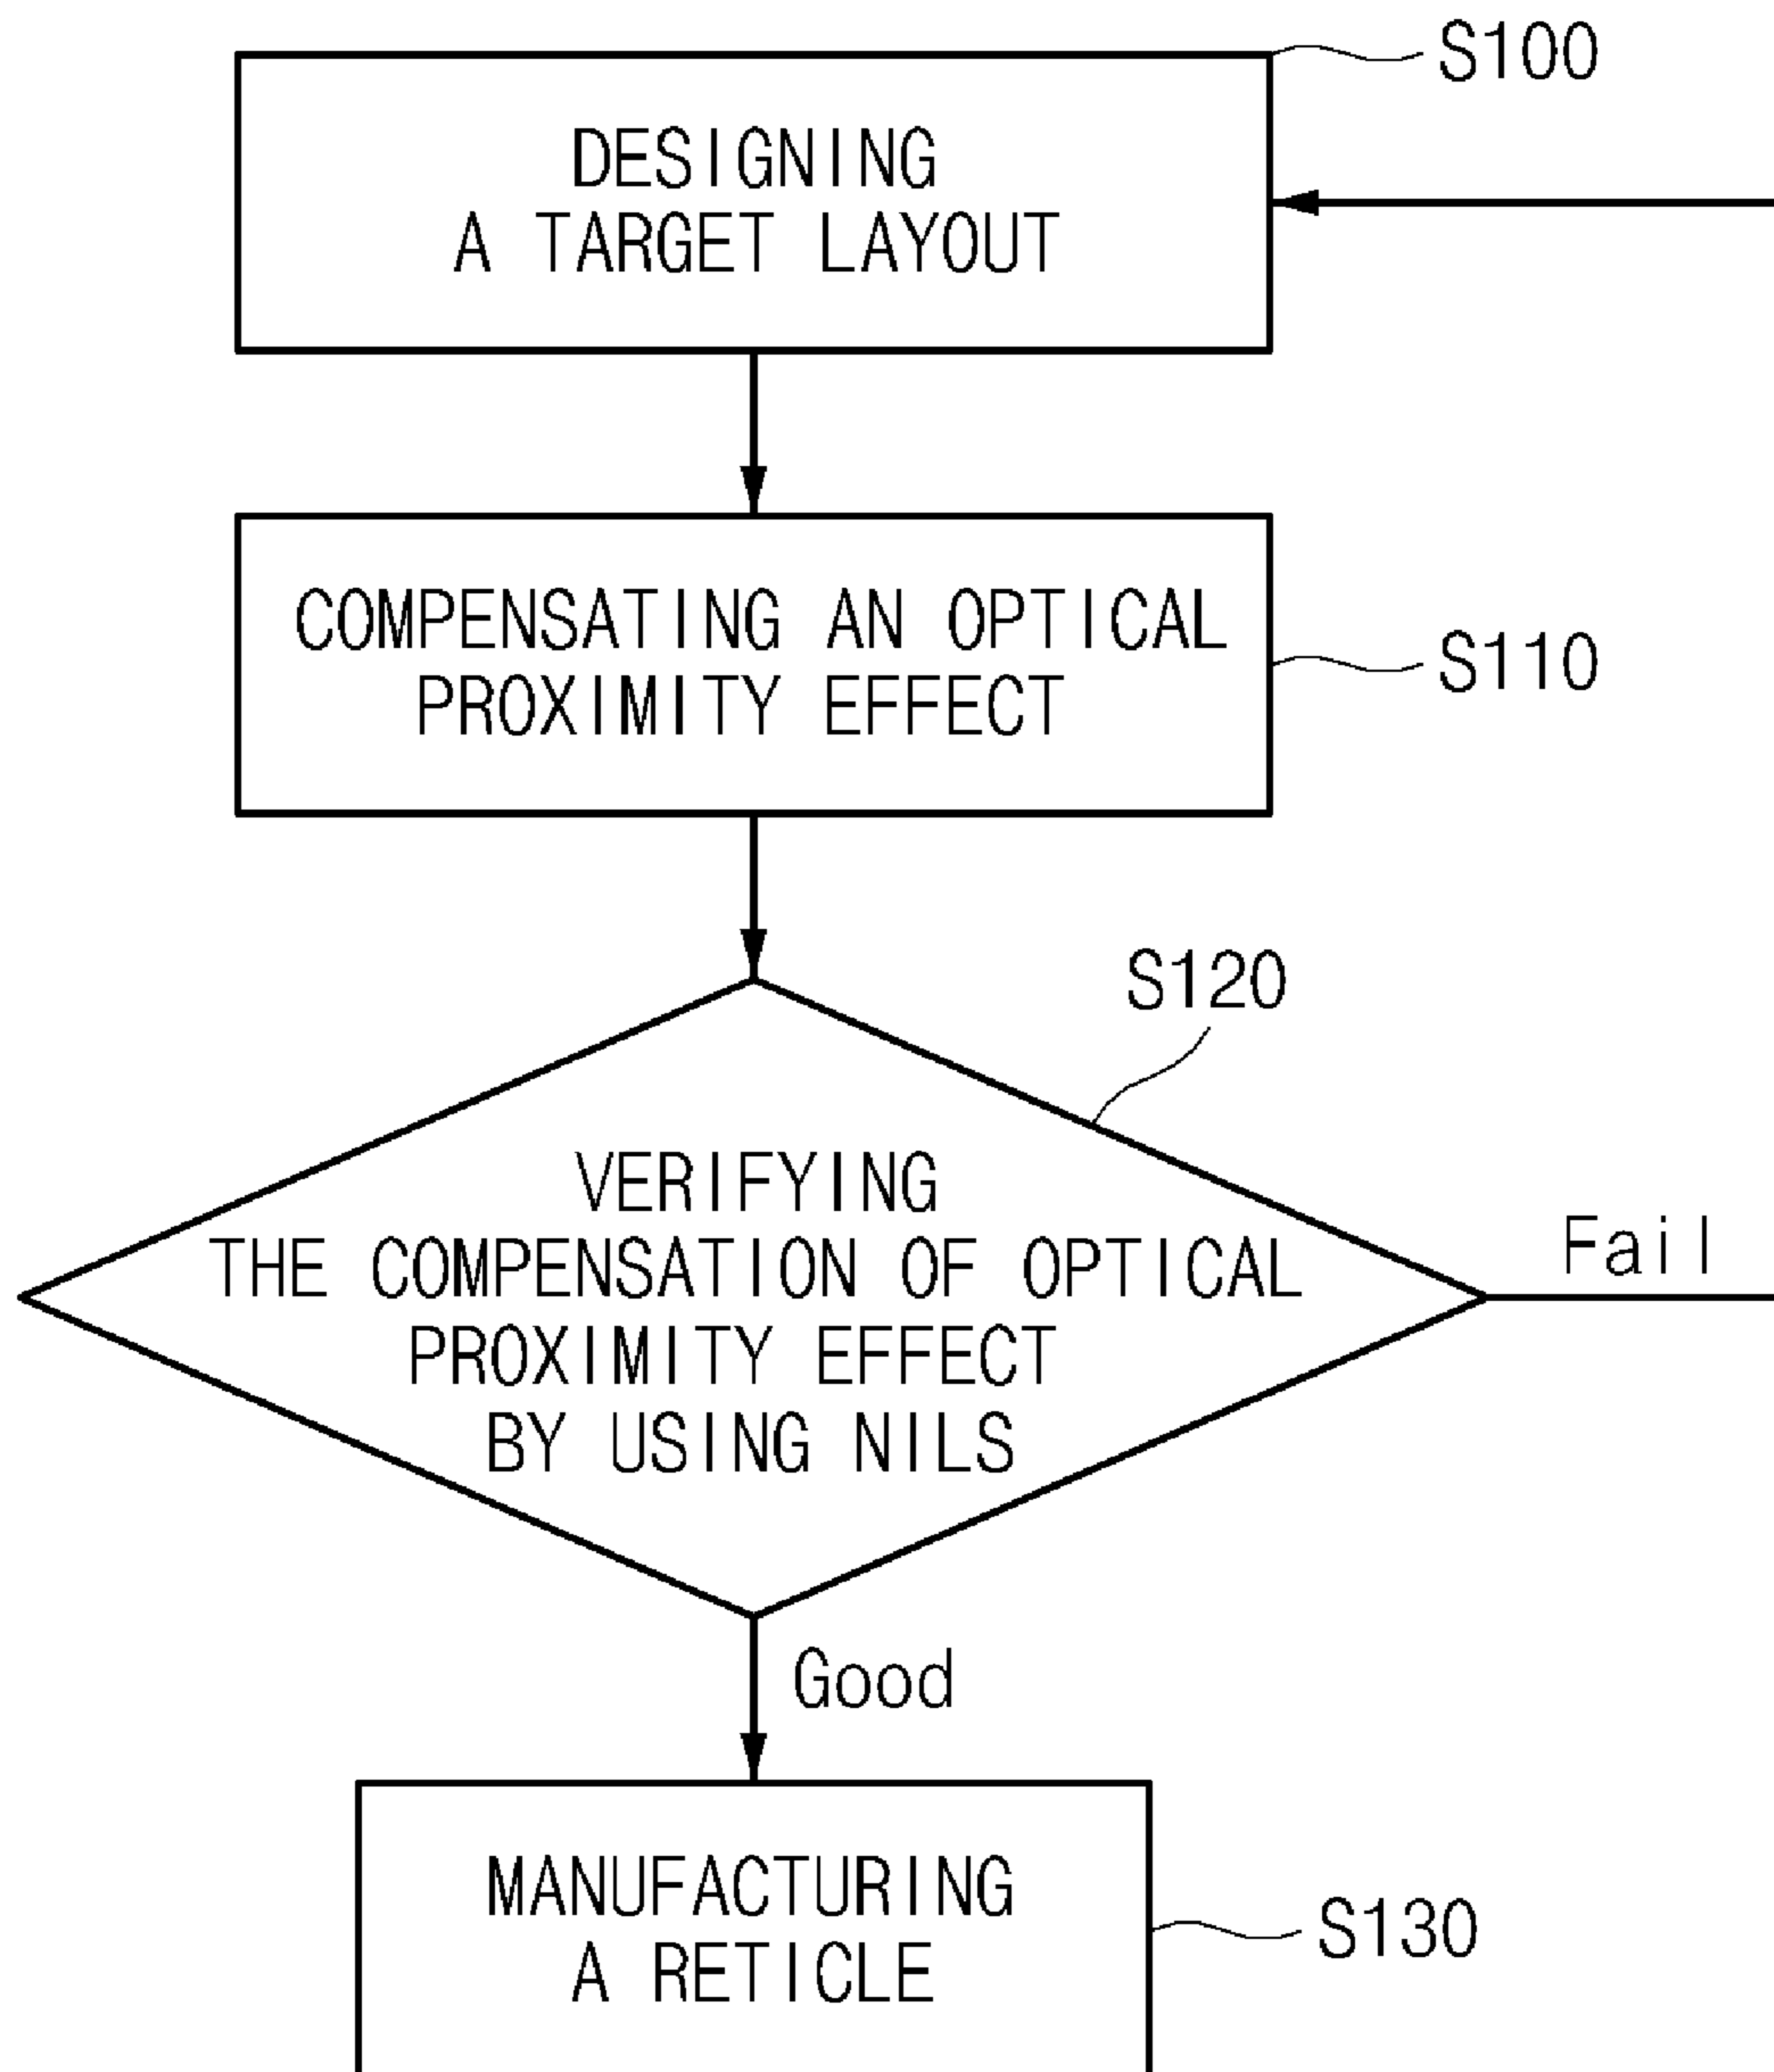 S100
DESIGNING
A TARGET LAYOUT
COMPENSATING AN OPTICAL
PROXIMITY EFFECT
S110
S120
VERIFYING
THE COMPENSATION OF OPTICAL
PROXIMITY EFFECT
BY USING NILS
Fail
Good
MANUFACTURING
A RETICLE
S130